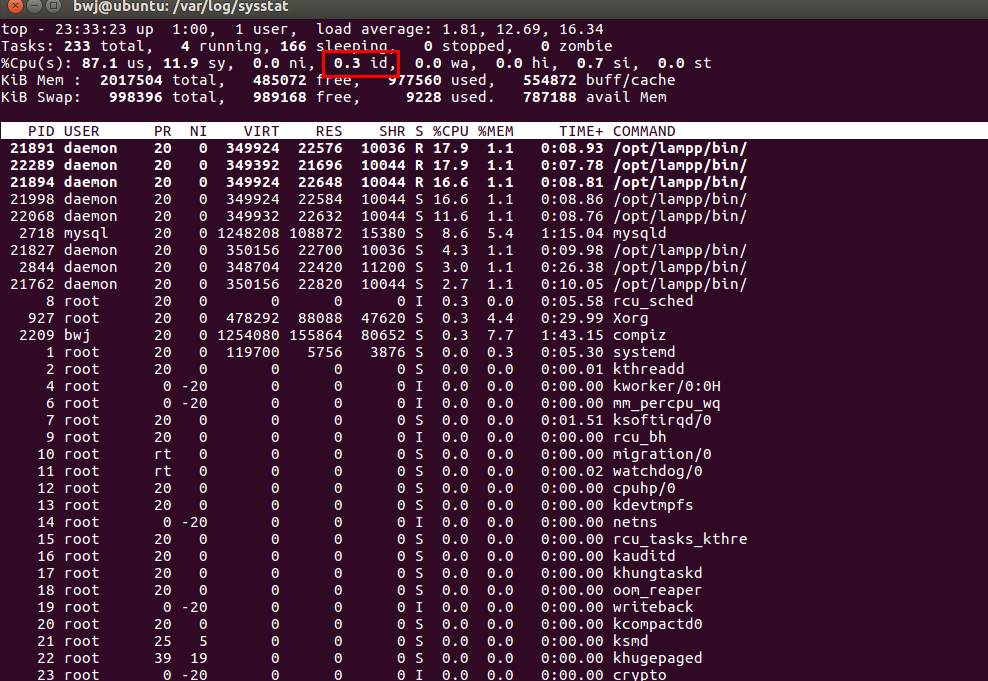 bwj@ubuntu: /var/log/sysstat
top - 23:33:23 up  1:00,  1 user,  load average: 1.81, 12.69, 16.34
Tasks: 233 total,   4 running, 166 sleeping,   0 stopped,   0 zombie
%Cpu(s): 87.1 us, 11.9 sy,  0.0 ni,  0.3 id,  0.0 wa,  0.0 hi,  0.7 si,  0.0 st
KiB Mem :  2017504 total,   485072 free,   977560 used,   554872 buff/cache
KiB Swap:   998396 total,   989168 free,     9228 used.   787188 avail Mem
PID USER      PR  NI    VIRT    RES    SHR S %CPU %MEM     TIME+ COMMAND
21891 daemon    20   0  349924  22576  10036 R 17.9  1.1   0:08.93 /opt/lampp/bin/
22289 daemon    20   0  349392  21696  10044 R 17.9  1.1   0:07.78 /opt/lampp/bin/
21894 daemon    20   0  349924  22648  10044 R 16.6  1.1   0:08.81 /opt/lampp/bin/
21998 daemon    20   0  349924  22584  10044 S 16.6  1.1   0:08.86 /opt/lampp/bin/
22068 daemon    20   0  349932  22632  10044 S 11.6  1.1   0:08.76 /opt/lampp/bin/
2718 mysql     20   0 1248208 108872  15380 S  8.6  5.4   1:15.04 mysqld
21827 daemon    20   0  350156  22700  10036 S  4.3  1.1   0:09.98 /opt/lampp/bin/
2844 daemon    20   0  348704  22420  11200 S  3.0  1.1   0:26.38 /opt/lampp/bin/
21762 daemon    20   0  350156  22820  10044 S  2.7  1.1   0:10.05 /opt/lampp/bin/
8 root      20   0       0      0      0 I  0.3  0.0   0:05.58 rcu_sched
927 root      20   0  478292  88088  47620 S  0.3  4.4   0:29.99 Xorg
2209 bwj       20   0 1254080 155864  80652 S  0.3  7.7   1:43.15 compiz
1 root      20   0  119700   5756   3876 S  0.0  0.3   0:05.30 systemd
2 root      20   0       0      0      0 S  0.0  0.0   0:00.01 kthreadd
4 root       0 -20       0      0      0 I  0.0  0.0   0:00.00 kworker/0:0H
6 root       0 -20       0      0      0 I  0.0  0.0   0:00.00 mm_percpu_wq
7 root      20   0       0      0      0 S  0.0  0.0   0:01.51 ksoftirqd/0
9 root      20   0       0      0      0 I  0.0  0.0   0:00.00 rcu_bh
10 root      rt   0       0      0      0 S  0.0  0.0   0:00.00 migration/0
11 root      rt   0       0      0      0 S  0.0  0.0   0:00.02 watchdog/0
12 root      20   0       0      0      0 S  0.0  0.0   0:00.00 cpuhp/0
13 root      20   0       0      0      0 S  0.0  0.0   0:00.00 kdevtmpfs
14 root       0 -20       0      0      0 I  0.0  0.0   0:00.00 netns
15 root      20   0       0      0      0 S  0.0  0.0   0:00.00 rcu_tasks_kthre
16 root      20   0       0      0      0 S  0.0  0.0   0:00.00 kauditd
17 root      20   0       0      0      0 S  0.0  0.0   0:00.00 khungtaskd
18 root      20   0       0      0      0 S  0.0  0.0   0:00.00 oom_reaper
19 root       0 -20       0      0      0 I  0.0  0.0   0:00.00 writeback
20 root      20   0       0      0      0 S  0.0  0.0   0:00.00 kcompactd0
21 root      25   5       0      0      0 S  0.0  0.0   0:00.00 ksmd
22 root      39  19       0      0      0 S  0.0  0.0   0:00.00 khugepaged
23 root       0 -20       0      0      0 I  0.0  0.0   0:00.00 crypto